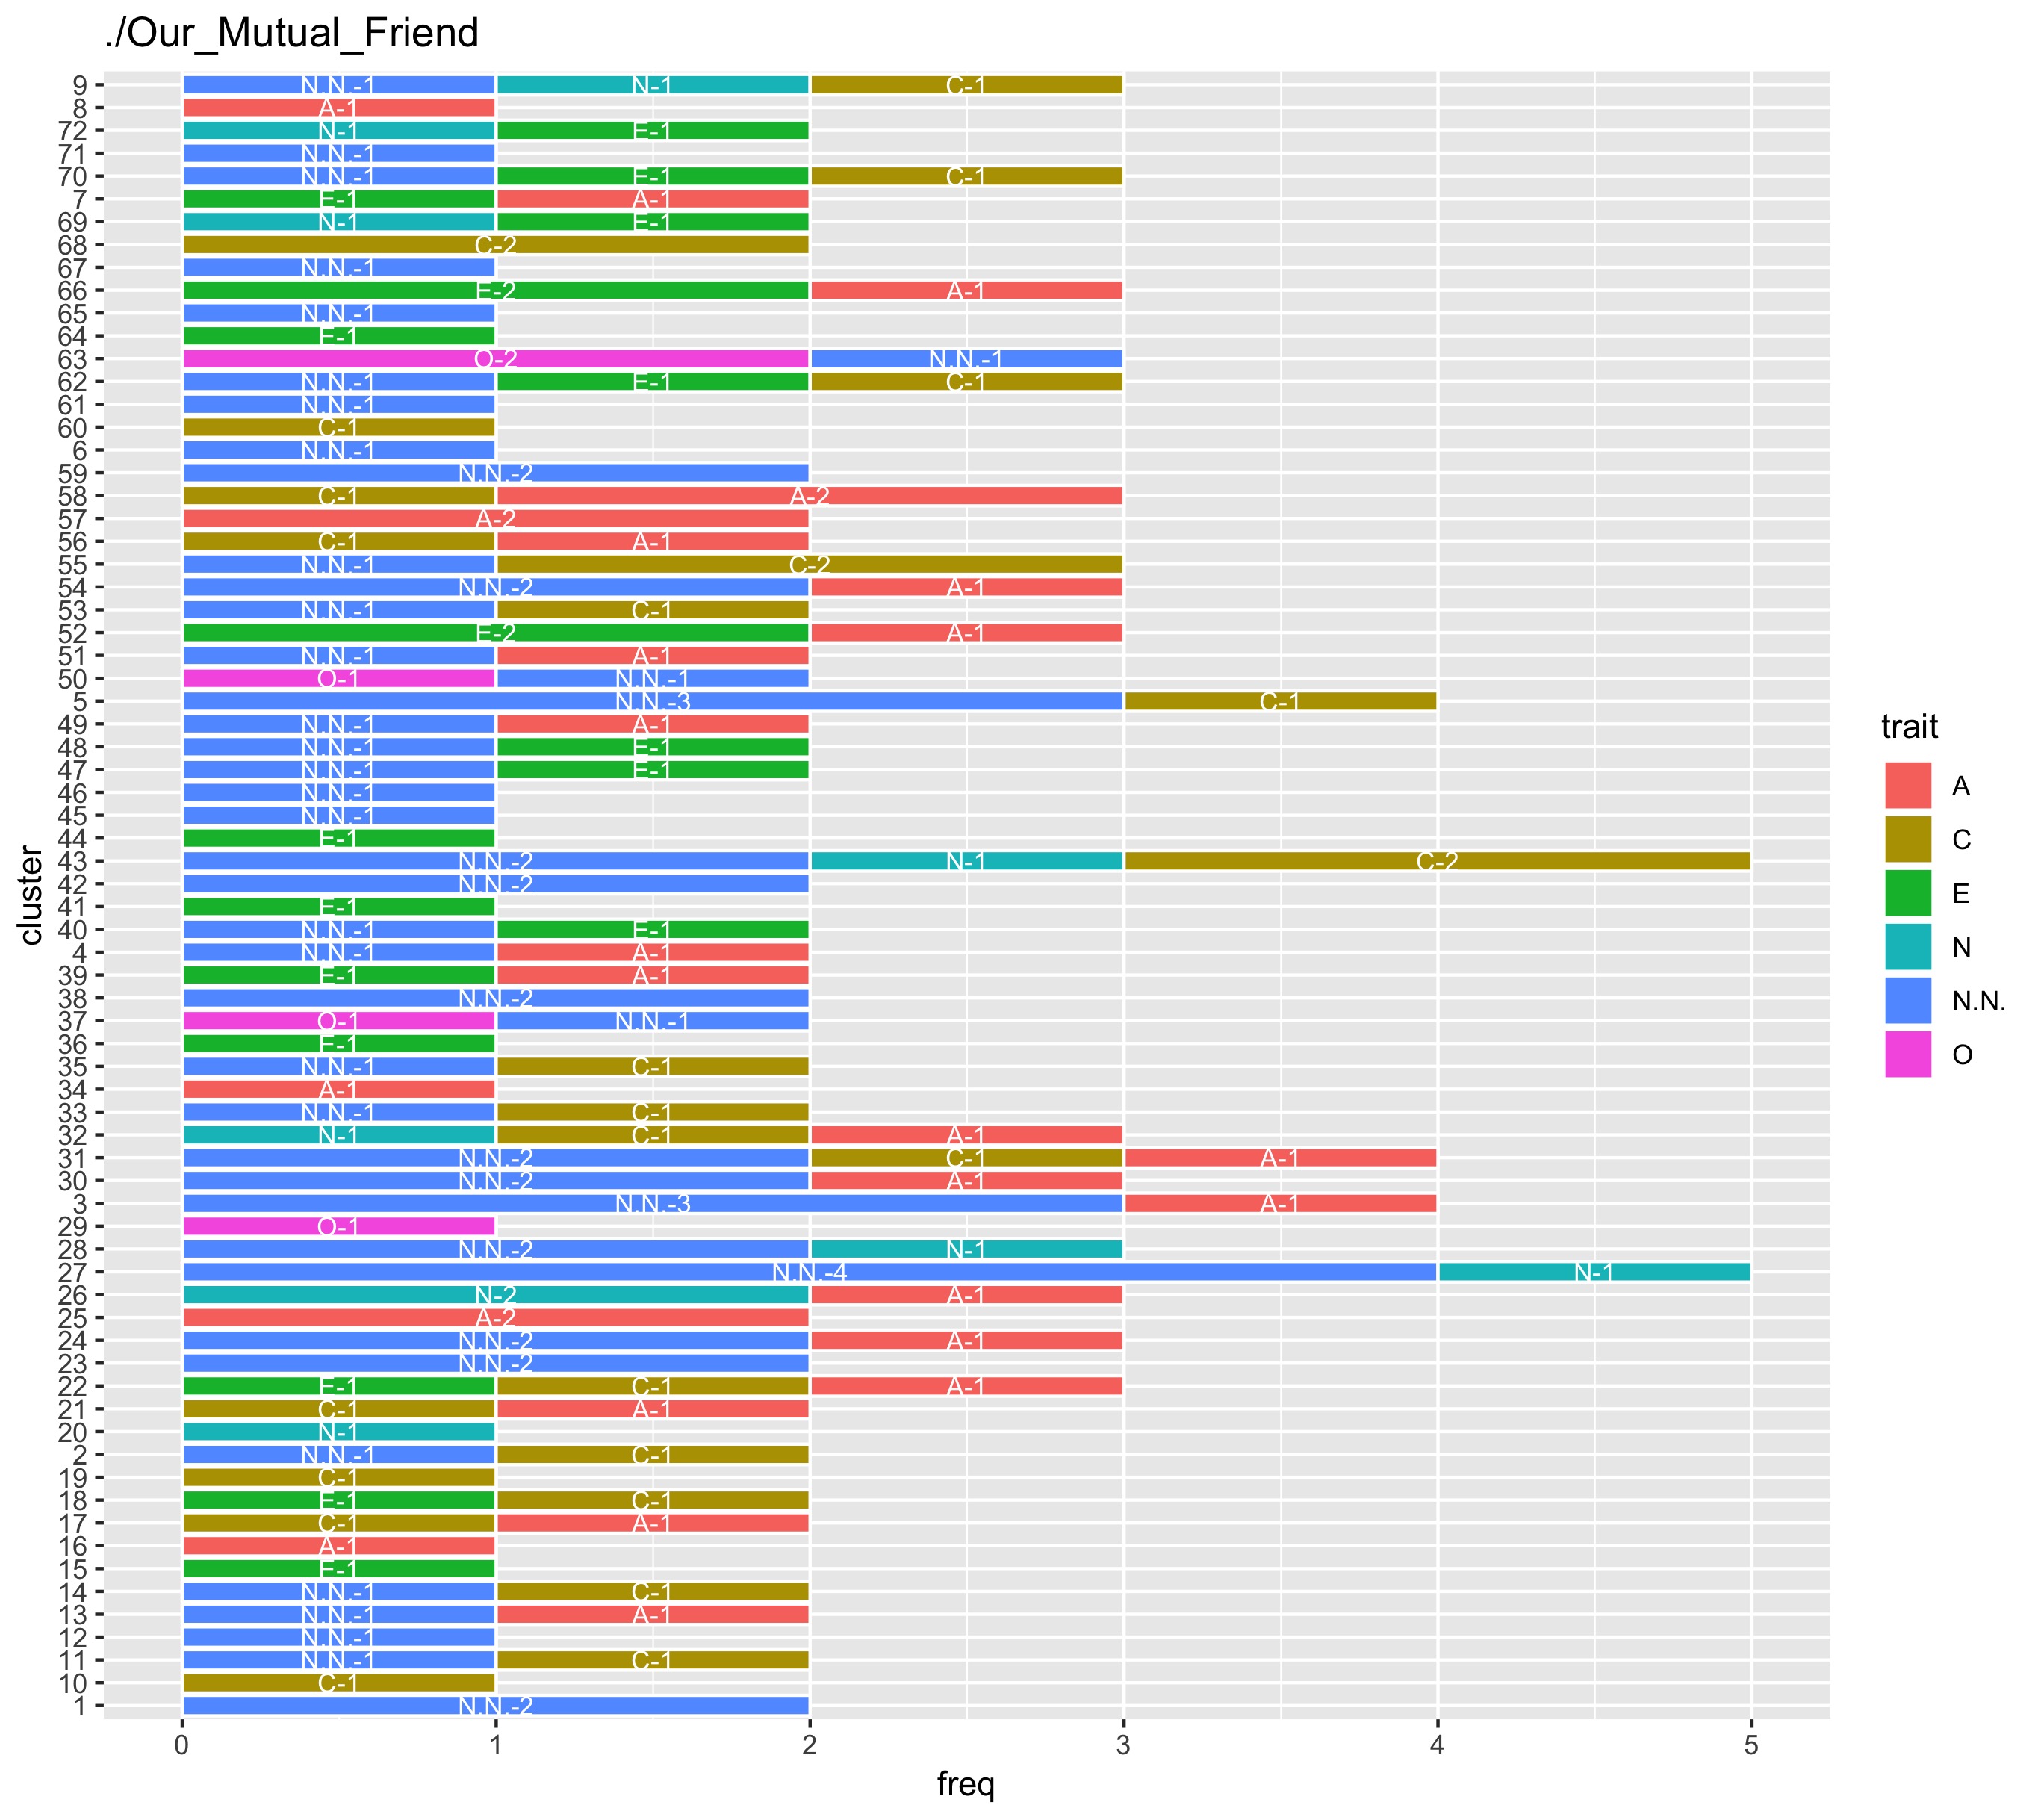 ./Our_Mutual_Friend
9 N.N.-1 N-1 C-1
8 A-1
72 N-1 E-1
71 N.N.-1
70 N.N.-1 E-1 C-1
7 E-1 A-1
69 N-1 E-1
68 C-2
67 N.N.-1
66 E-2 A-1
65 N.N.-1
64 E-1
63 O-2 N.N.-1
62 N.N.-1 E-1 C-1
61 N.N.-1
60 C-1
6 N.N.-1
59 N.N.-2
58 C-1 A-2
57 A-2
56 C-1 A-1
55 N.N.-1 C-2
54 N.N.-2 A-1
53 N.N.-1 C-1
52 E-2 A-1
51 N.N.-1 A-1
50 O-1 N.N.-1
5 N.N.-3 C-1
49 N.N.-1 A-1
48 N.N.-1 E-1
47 N.N.-1 E-1
46 N.N.-1
45 N.N.-1
44 E-1
43 N.N.-2 N-1 C-2
42 N.N.-2
41 E-1
40 N.N.-1 E-1
4 N.N.-1 A-1
39 E-1 A-1
38 N.N.-2
37 O-1 N.N.-1
36 E-1
35 N.N.-1 C-1
34 A-1
33 N.N.-1 C-1
32 N-1 C-1 A-1
31 N.N.-2 C-1 A-1
30 N.N.-2 A-1
3 N.N.-3 A-1
29 O-1
28 N.N.-2 N-1
27 N.N.-4 N-1
26 N-2 A-1
25 A-2
24 N.N.-2 A-1
23 N.N.-2
22 E-1 C-1 A-1
21 C-1 A-1
20 N-1
2 N.N.-1 C-1
19 C-1
18 E-1 C-1
17 C-1 A-1
16 A-1
15 E-1
14 N.N.-1 C-1
13 N.N.-1 A-1
12 N.N.-1
11 N.N.-1 C-1
10 C-1
1 N.N.-2
0 1 2 3 4 5
freq
cluster
trait
A
C
E
N
N.N.
O